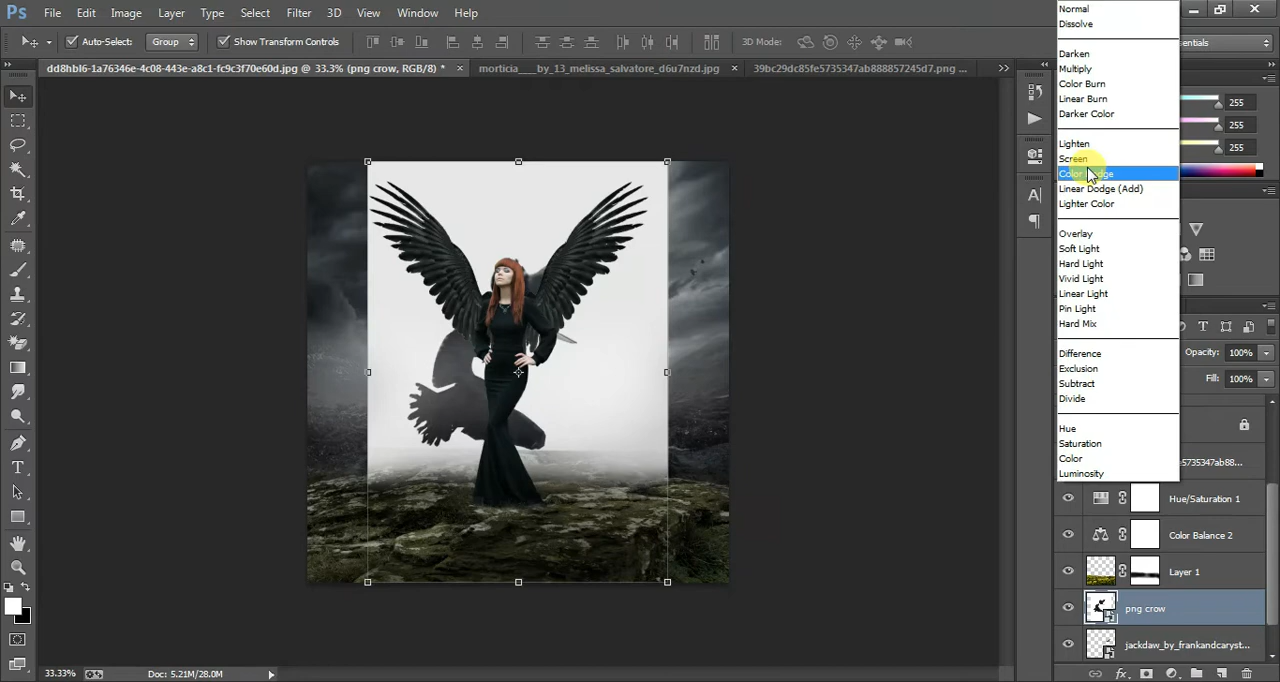 Ps File Edit Image Layer Type Select Filter 3D View Window Help
Auto-Select: Group Show Transform Controls 3D Mode: entials
dd8hbl6-1a76346e-4c08-443e-a8c1-fc9c3f70e60d.jpg @ 33.3% (png crow, RGB/8) * × morticia___by_13_melissa_salvatore_d6u7nzd.jpg × 39bc29dc85fe5735347ab888857245d7.png ...
Normal
Dissolve
Darken
Multiply
Color Burn
Linear Burn
Darker Color
Lighten
Screen
Color Dodge
Linear Dodge (Add)
Lighter Color
Overlay
Soft Light
Hard Light
Vivid Light
Linear Light
Pin Light
Hard Mix
Difference
Exclusion
Subtract
Divide
Hue
Saturation
Color
Luminosity
255
255
255
Opacity: 100%
Fill: 100%
e5735347ab88...
Hue/Saturation 1
Color Balance 2
Layer 1
png crow
jackdaw_by_frankandcaryst...
33.33% Doc: 5.21M/28.0M